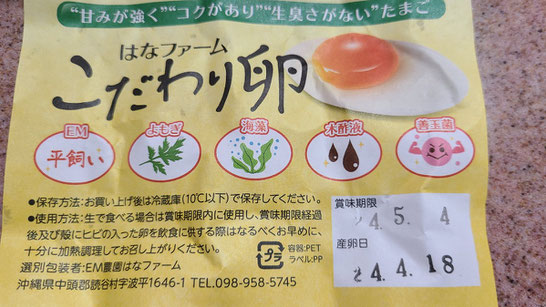 “甘みが強く”“コクがあり”“生臭さがない”たまご
はなファーム
こだわり卵
EM
平飼い
よもぎ
海藻
木酢液
善玉菌
●保存方法:お買い上げ後は冷蔵庫(10℃以下)で保存してください。
●使用方法:生で食べる場合は賞味期限内に使用し、賞味期限経過
後及び殻にヒビの入った卵を飲食に供する際はなるべくお早めに、
十分に加熱調理してお召し上がりください。
選別包装者:EM農園はなファーム
沖縄県中頭郡読谷村字波平1646-1 TEL.098-958-5745
プラ
容器:PET
ラベル:PP
賞味期限
24.5.4
産卵日
24.4.18